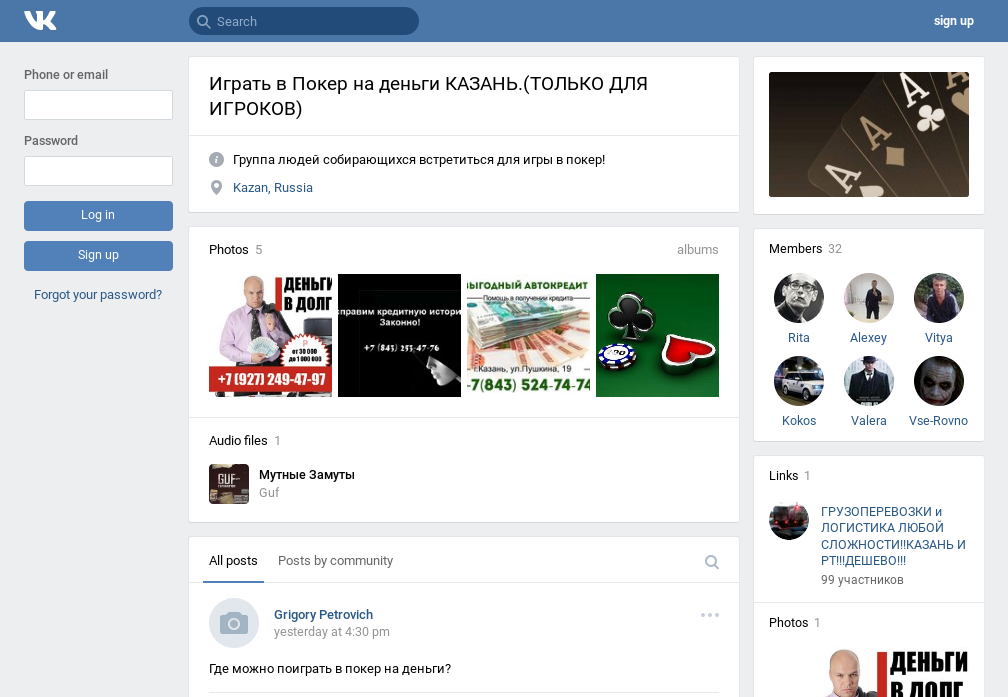 Search
sign up
Phone or email
Password
Log in
Sign up
Forgot your password?
Играть в Покер на деньги КАЗАНЬ.(ТОЛЬКО ДЛЯ
ИГРОКОВ)
Группа людей собирающихся встретиться для игры в покер!
Kazan, Russia
Photos 5
albums
ДЕНЬГИ
В ДОЛГ
от 30 000
до 1 000 000
+7 (927) 249-47-97
справим кредитную истори
Законно!
+7 (843) 253-47-76
ВЫГОДНЫЙ АВТОКРЕДИТ
Помощь в получении кредита
г.Казань, ул.Пушкина, 19
+7(843) 524-74-74
Audio files 1
GUF
Мутные Замуты
Guf
All posts
Posts by community
Grigory Petrovich
yesterday at 4:30 pm
Где можно поиграть в покер на деньги?
A
A
A
A
Members 32
Rita
Alexey
Vitya
Kokos
Valera
Vse-Rovno
Links 1
ГРУЗОПЕРЕВОЗКИ и
ЛОГИСТИКА ЛЮБОЙ
СЛОЖНОСТИ!!КАЗАНЬ И
РТ!!!ДЕШЕВО!!!
99 участников
Photos 1
ДЕНЬГИ
В ДОЛГ